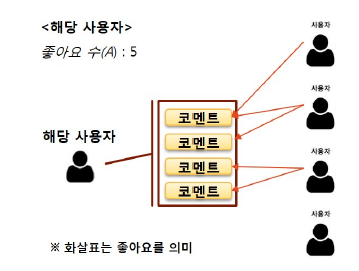 <해당 사용자>
좋아요 수(A) : 5
사용자
사용자
코멘트
해당 사용자
코멘트
코멘트
사용자
코멘트
사용자
※ 화살표는 좋아요를 의미